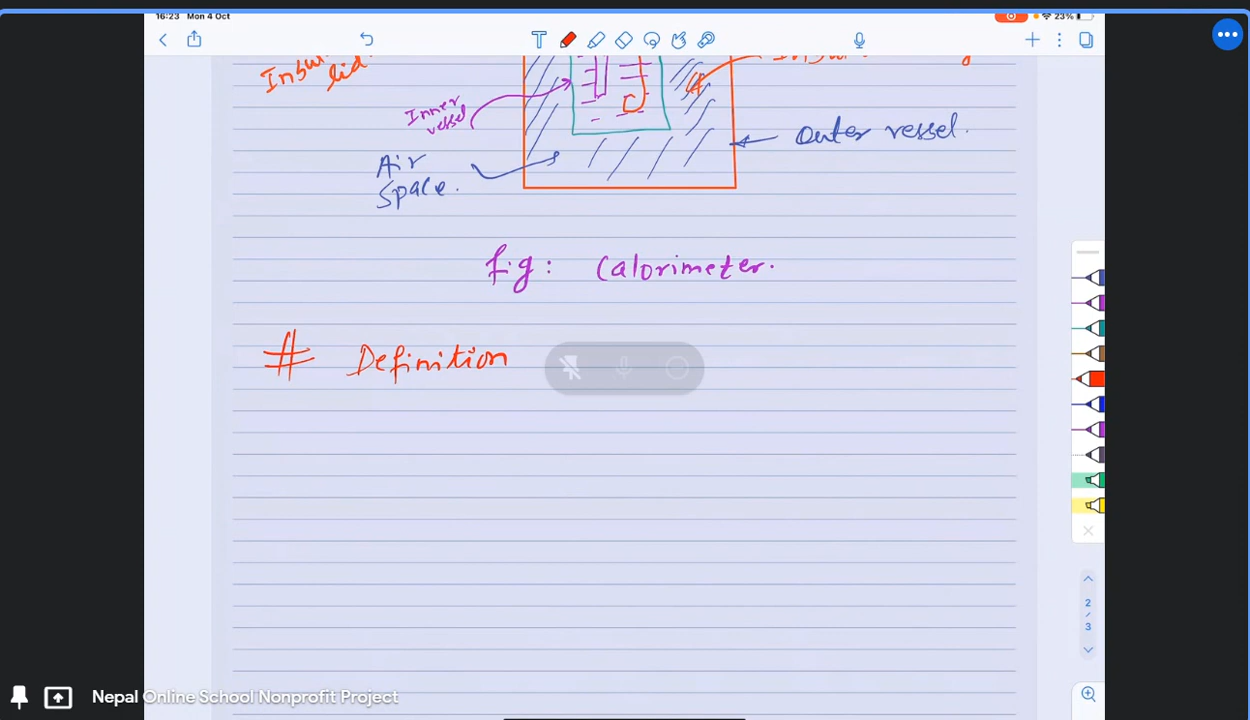 16:23 Mon 4 Oct
23%
lid.
Inner
vessel
Outer vessel.
Air
Space.
fig: Calorimeter.
# Definition
2
/
3
Nepal Online School Nonprofit Project